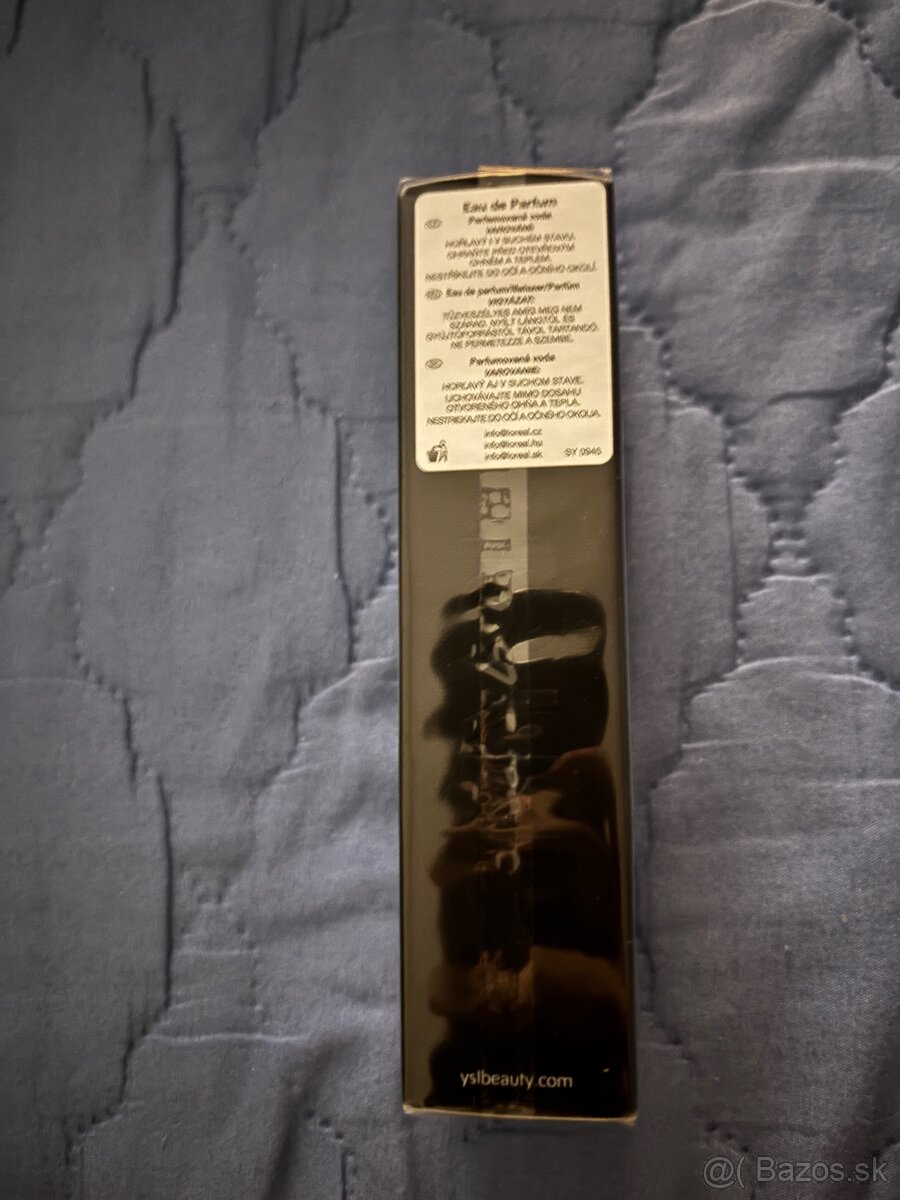 Eau de Parfum
CZ Parfumovaná voda
VAROVÁNÍ:
HOŘLAVÝ I V SUCHÉM STAVU.
CHRAŇTE PŘED OTEVŘENÝM
OHNĚM A TEPLEM.
NESTŘÍKEJTE DO OČÍ A OČNÍHO OKOLÍ.
Eau de parfum/Illatszer/Parfüm
VIGYÁZAT:
TŰZVESZÉLYES AMÍG MEG NEM
SZÁRAD. NYÍLT LÁNGTÓL ÉS
GYÚJTÓFORRÁSTÓL TÁVOL TARTANDÓ.
NE PERMETEZZE A SZEMBE.
SK Parfumovaná voda
VAROVANIE:
HORĽAVÝ AJ V SUCHOM STAVE.
UCHOVÁVAJTE MIMO DOSAHU
OTVORENÉHO OHŇA A TEPLA.
NESTRIEKAJTE DO OČÍ A OČNÉHO OKOLIA.
info@loreal.cz
info@loreal.hu
info@loreal.sk SY 0945
yslbeauty.com
@( Bazos.sk